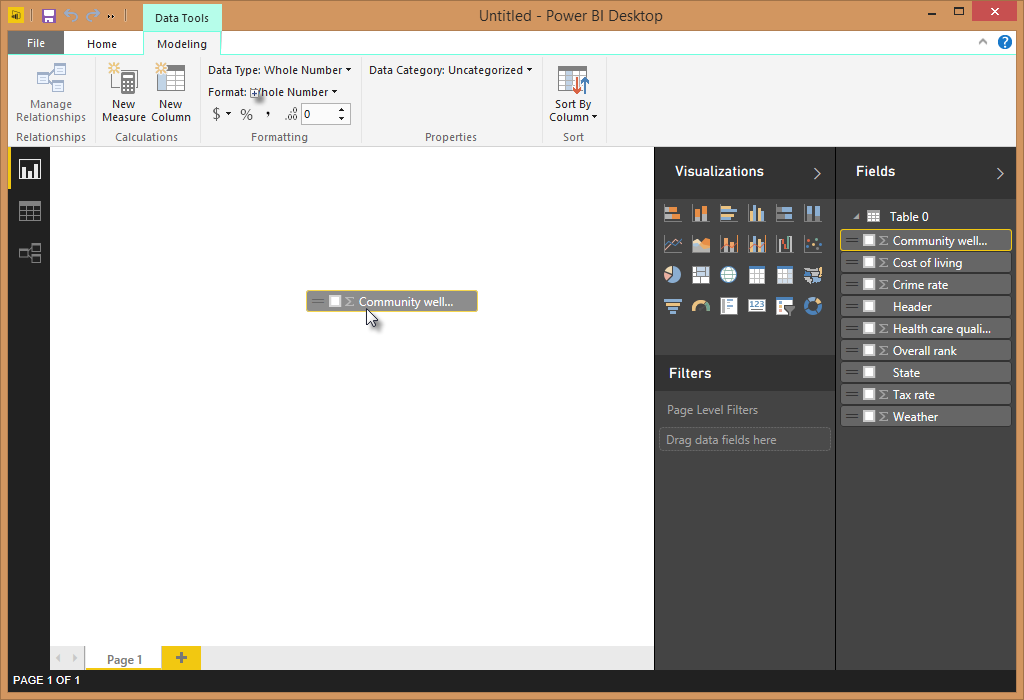 Untitled - Power BI Desktop
Data Tools
File
Home
Modeling
Manage
Relationships
New
Measure
New
Column
Data Type: Whole Number
Format: Whole Number
$ % , .00 0
Data Category: Uncategorized
Sort By
Column
Relationships
Calculations
Formatting
Properties
Sort
Community well...
Visualizations
123
Filters
Page Level Filters
Drag data fields here
Fields
Table 0
Σ Community well...
Σ Cost of living
Σ Crime rate
Header
Σ Health care quali...
Σ Overall rank
State
Σ Tax rate
Σ Weather
Page 1
PAGE 1 OF 1